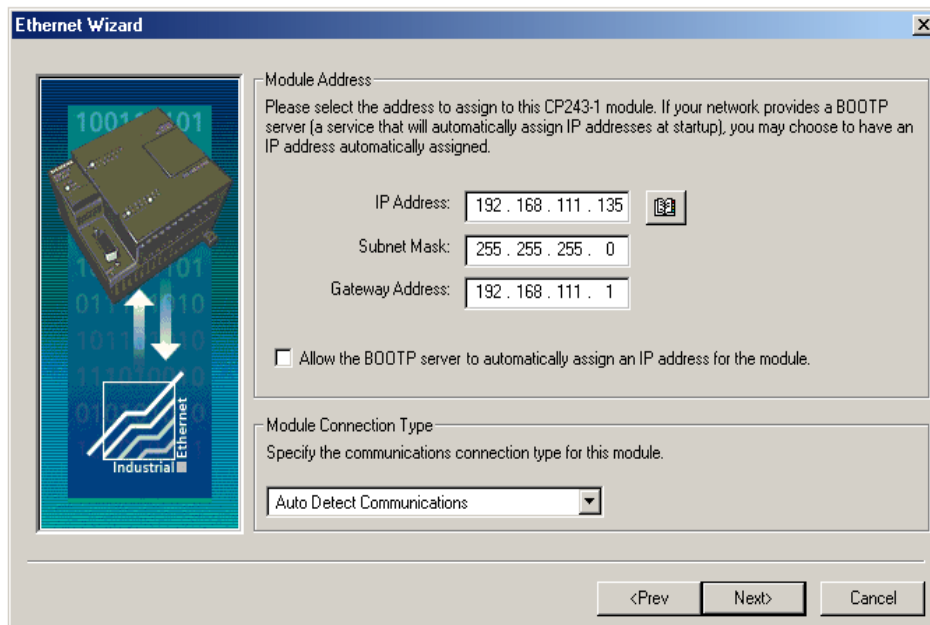 Ethernet Wizard
Module Address
Please select the address to assign to this CP243-1 module. If your network provides a BOOTP
server (a service that will automatically assign IP addresses at startup), you may choose to have an
IP address automatically assigned.
IP Address: 192 . 168 . 111 . 135
Subnet Mask: 255 . 255 . 255 . 0
Gateway Address: 192 . 168 . 111 . 1
Allow the BOOTP server to automatically assign an IP address for the module.
Industrial Ethernet
Module Connection Type
Specify the communications connection type for this module.
Auto Detect Communications
<Prev Next> Cancel